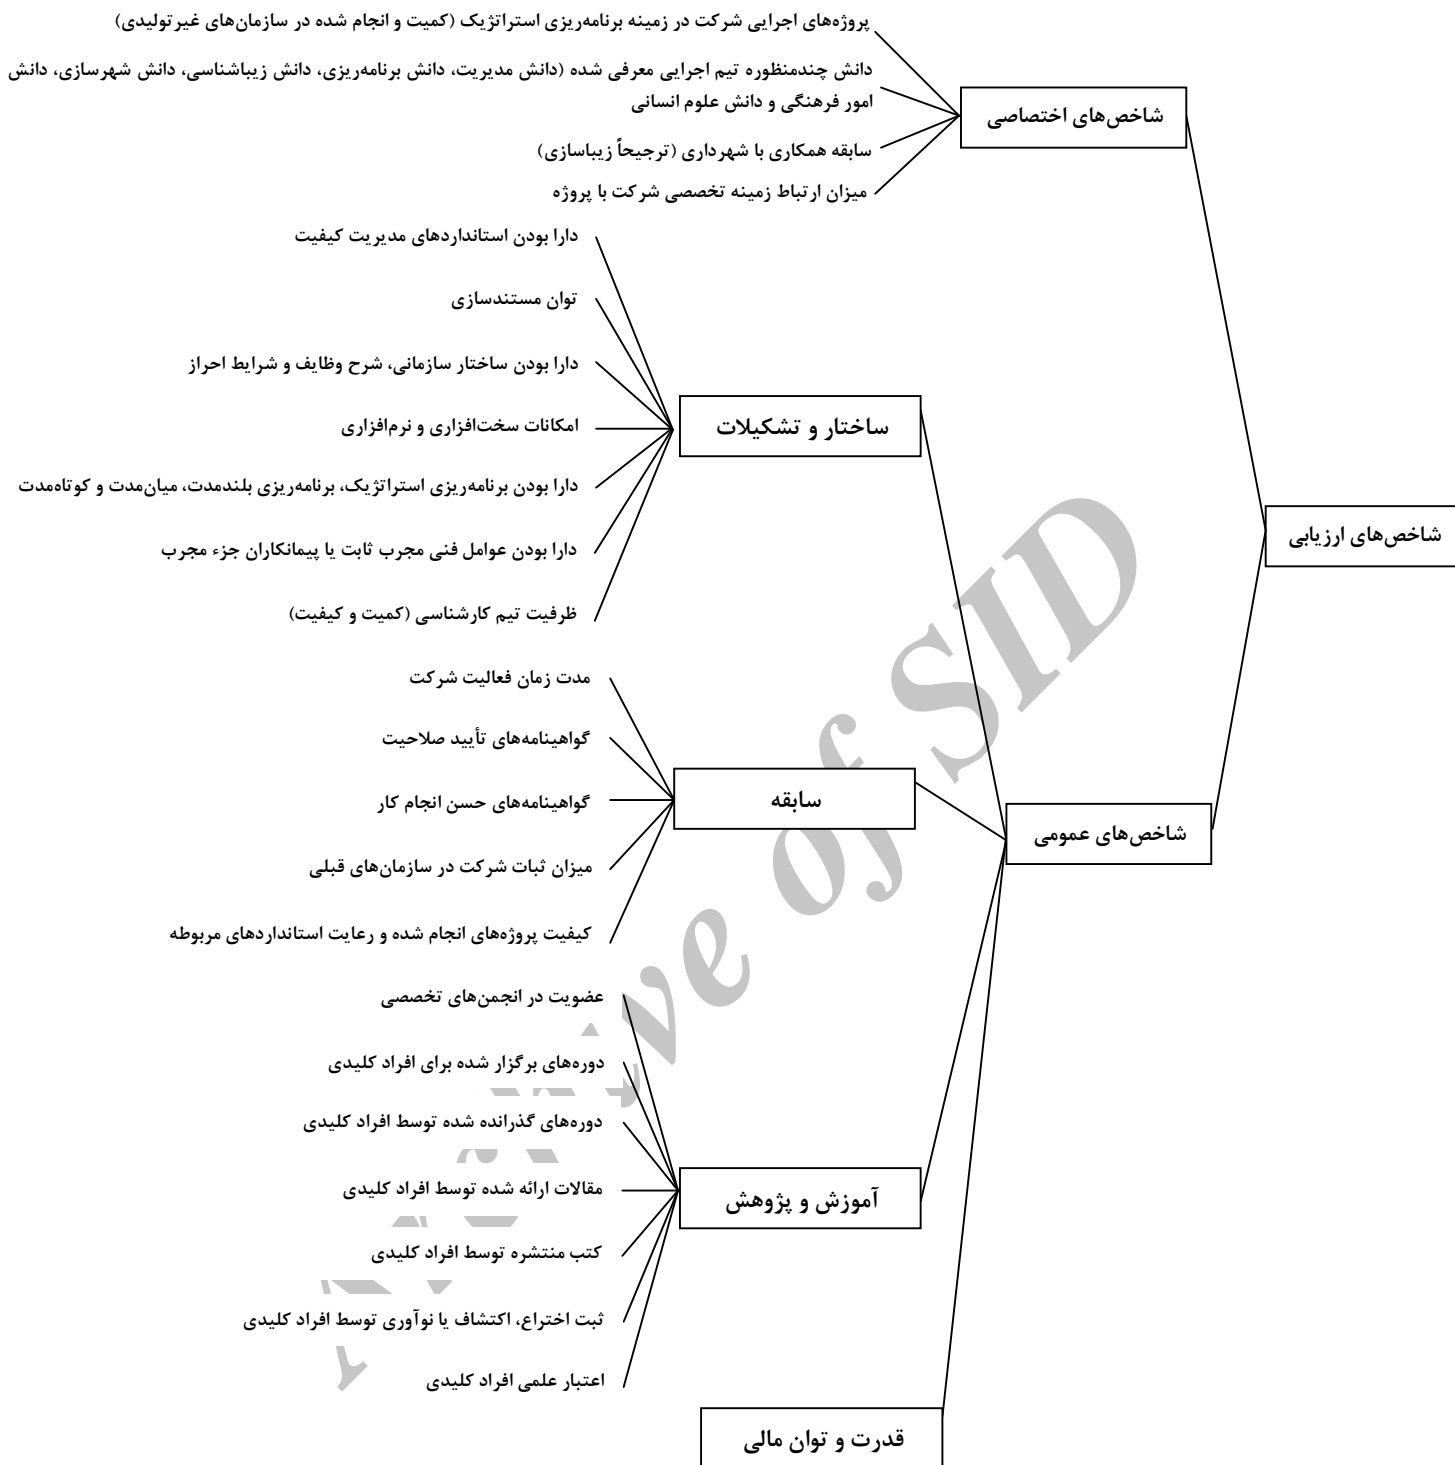 پروژه‌های اجرایی شرکت در زمینه برنامه‌ریزی استراتژیک (کمیت و انجام شده در سازمان‌های غیرتولیدی)
دانش چندمنظوره تیم اجرایی معرفی شده (دانش مدیریت، دانش برنامه‌ریزی، دانش زیباشناسی، دانش شهرسازی، دانش
امور فرهنگی و دانش علوم انسانی
شاخص‌های اختصاصی
سابقه همکاری با شهرداری (ترجیحاً زیباسازی)
میزان ارتباط زمینه تخصصی شرکت با پروژه
دارا بودن استانداردهای مدیریت کیفیت
توان مستندسازی
دارا بودن ساختار سازمانی، شرح وظایف و شرایط احراز
ساختار و تشکیلات
امکانات سخت‌افزاری و نرم‌افزاری
دارا بودن برنامه‌ریزی استراتژیک، برنامه‌ریزی بلندمدت، میان‌مدت و کوتاه‌مدت
شاخص‌های ارزیابی
دارا بودن عوامل فنی مجرب ثابت یا پیمانکاران جزء مجرب
ظرفیت تیم کارشناسی (کمیت و کیفیت)
مدت زمان فعالیت شرکت
گواهینامه‌های تأیید صلاحیت
سابقه
گواهینامه‌های حسن انجام کار
شاخص‌های عمومی
میزان ثبات شرکت در سازمان‌های قبلی
کیفیت پروژه‌های انجام شده و رعایت استانداردهای مربوطه
عضویت در انجمن‌های تخصصی
دوره‌های برگزار شده برای افراد کلیدی
دوره‌های گذرانده شده توسط افراد کلیدی
مقالات ارائه شده توسط افراد کلیدی
آموزش و پژوهش
کتب منتشره توسط افراد کلیدی
ثبت اختراع، اکتشاف یا نوآوری توسط افراد کلیدی
اعتبار علمی افراد کلیدی
قدرت و توان مالی
of SID